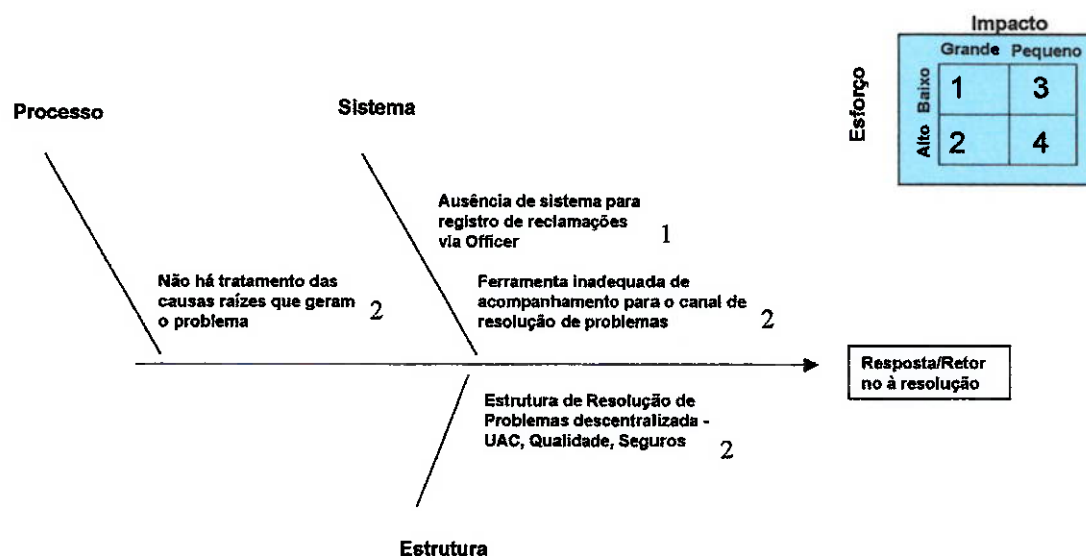 Impacto
Grande Pequeno
Esforço
Baixo
1 3
Alto
2 4
Processo
Sistema
Ausência de sistema para
registro de reclamações
via Officer
1
Não há tratamento das
causas raízes que geram
o problema
2
Ferramenta inadequada de
acompanhamento para o canal de
resolução de problemas
2
Resposta/Retor
no à resolução
Estrutura de Resolução de
Problemas descentralizada -
UAC, Qualidade, Seguros
2
Estrutura